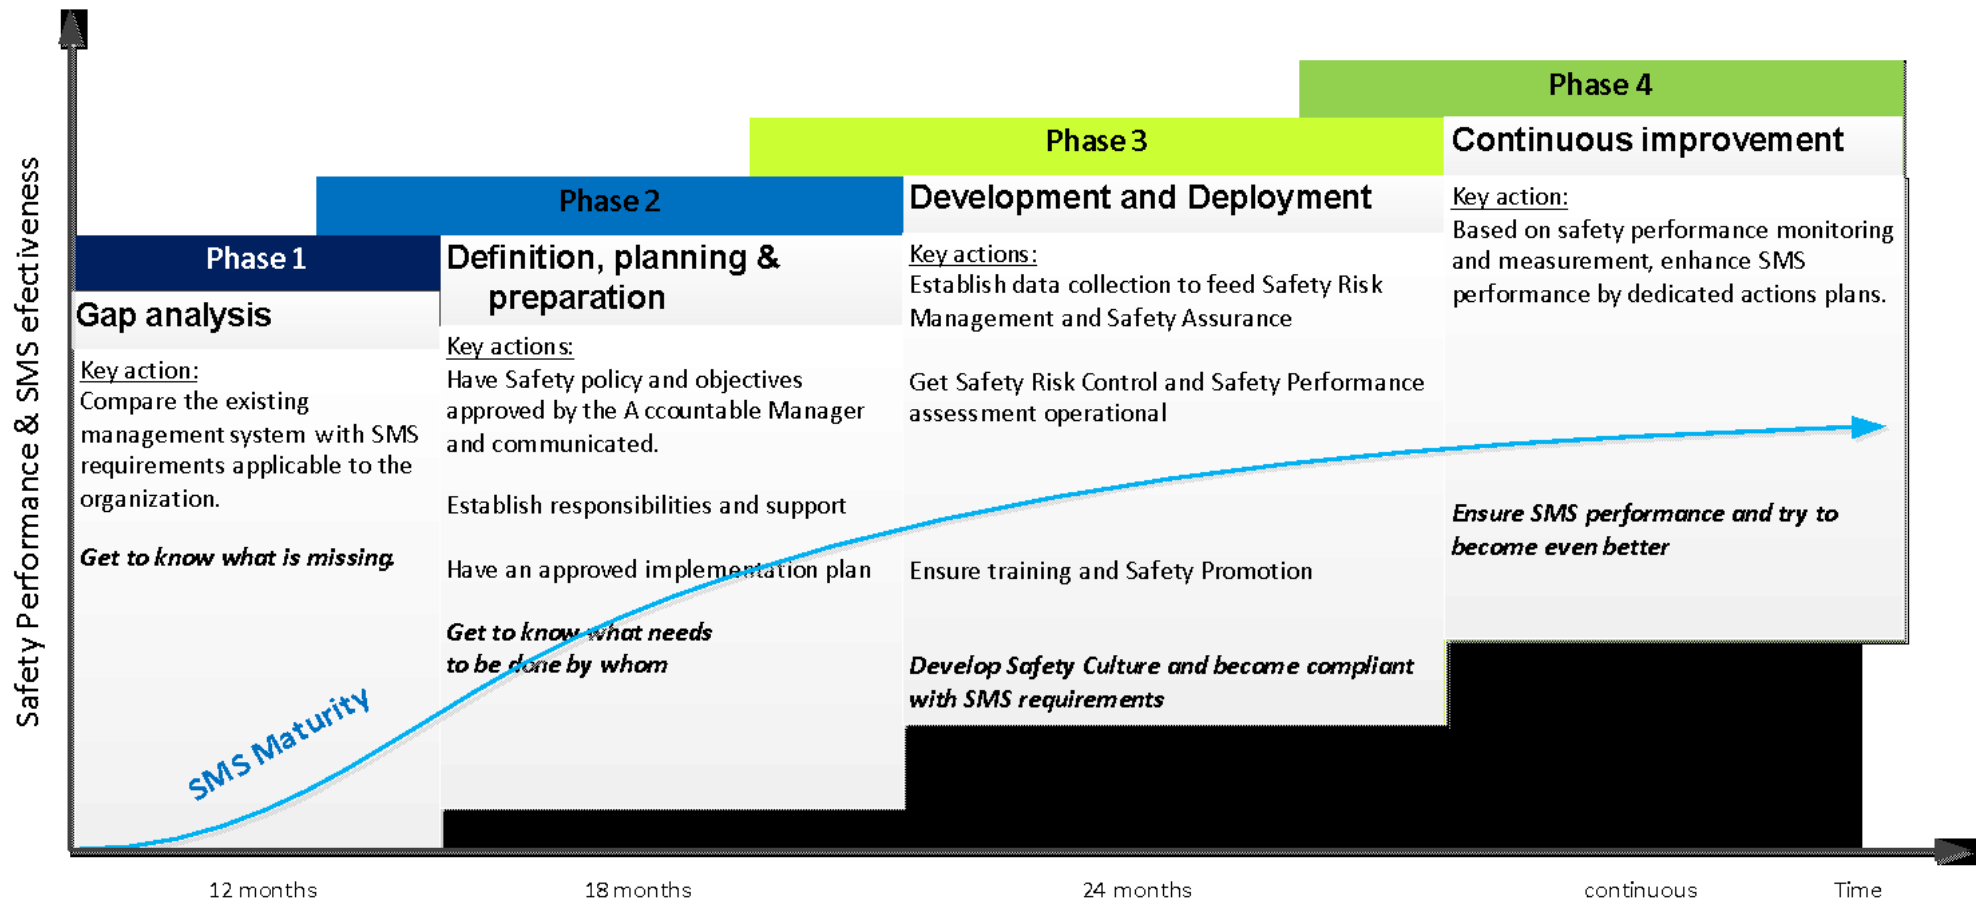 Safety Performance & SMS efectiveness
Phase 1
Gap analysis
Key action:
Compare the existing
management system with SMS
requirements applicable to the
organization.
Get to know what is missing.
SMS Maturity
Phase 2
Definition, planning &
preparation
Key actions:
Have Safety policy and objectives
approved by the Accountable Manager
and communicated.
Establish responsibilities and support
Have an approved implementation plan
Get to know what needs
to be done by whom
Phase 3
Development and Deployment
Key actions:
Establish data collection to feed Safety Risk
Management and Safety Assurance
Get Safety Risk Control and Safety Performance
assessment operational
Ensure training and Safety Promotion
Develop Safety Culture and become compliant
with SMS requirements
Phase 4
Continuous improvement
Key action:
Based on safety performance monitoring
and measurement, enhance SMS
performance by dedicated actions plans.
Ensure SMS performance and try to
become even better
12 months
18 months
24 months
continuous
Time